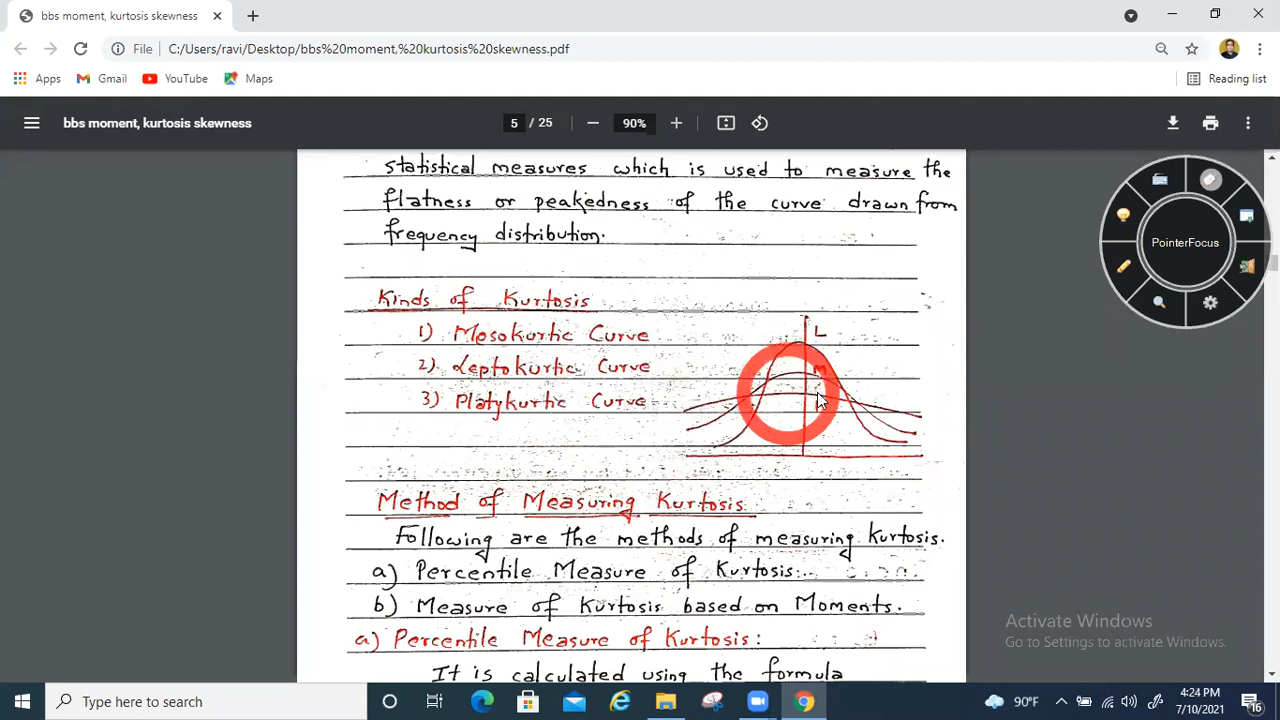 bbs moment, kurtosis skewness
File C:/Users/ravi/Desktop/bbs%20moment,%20kurtosis%20skewness.pdf
Apps Gmail YouTube Maps Reading list
bbs moment, kurtosis skewness 5 / 25 90%
statistical measures which is used to measure the
flatness or peakedness of the curve drawn from
frequency distribution.
Kinds of Kurtosis
1) Mesokurtic Curve
2) Leptokurtic Curve
3) Platykurtic Curve
L
M
Method of Measuring Kurtosis
Following are the methods of measuring kurtosis.
a) Percentile Measure of Kurtosis:
b) Measure of Kurtosis based on Moments.
a) Percentile Measure of Kurtosis:
It is calculated using the formula
PointerFocus
Activate Windows
Go to Settings to activate Windows.
Type here to search
90°F
4:24 PM
7/10/2021
16